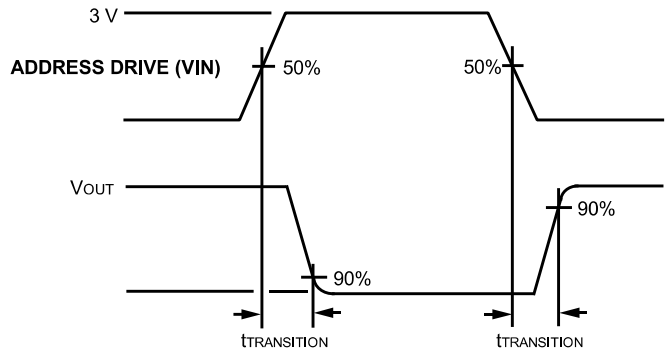 3 V
ADDRESS DRIVE (VIN)
50%
50%
VOUT
90%
90%
tTRANSITION
tTRANSITION